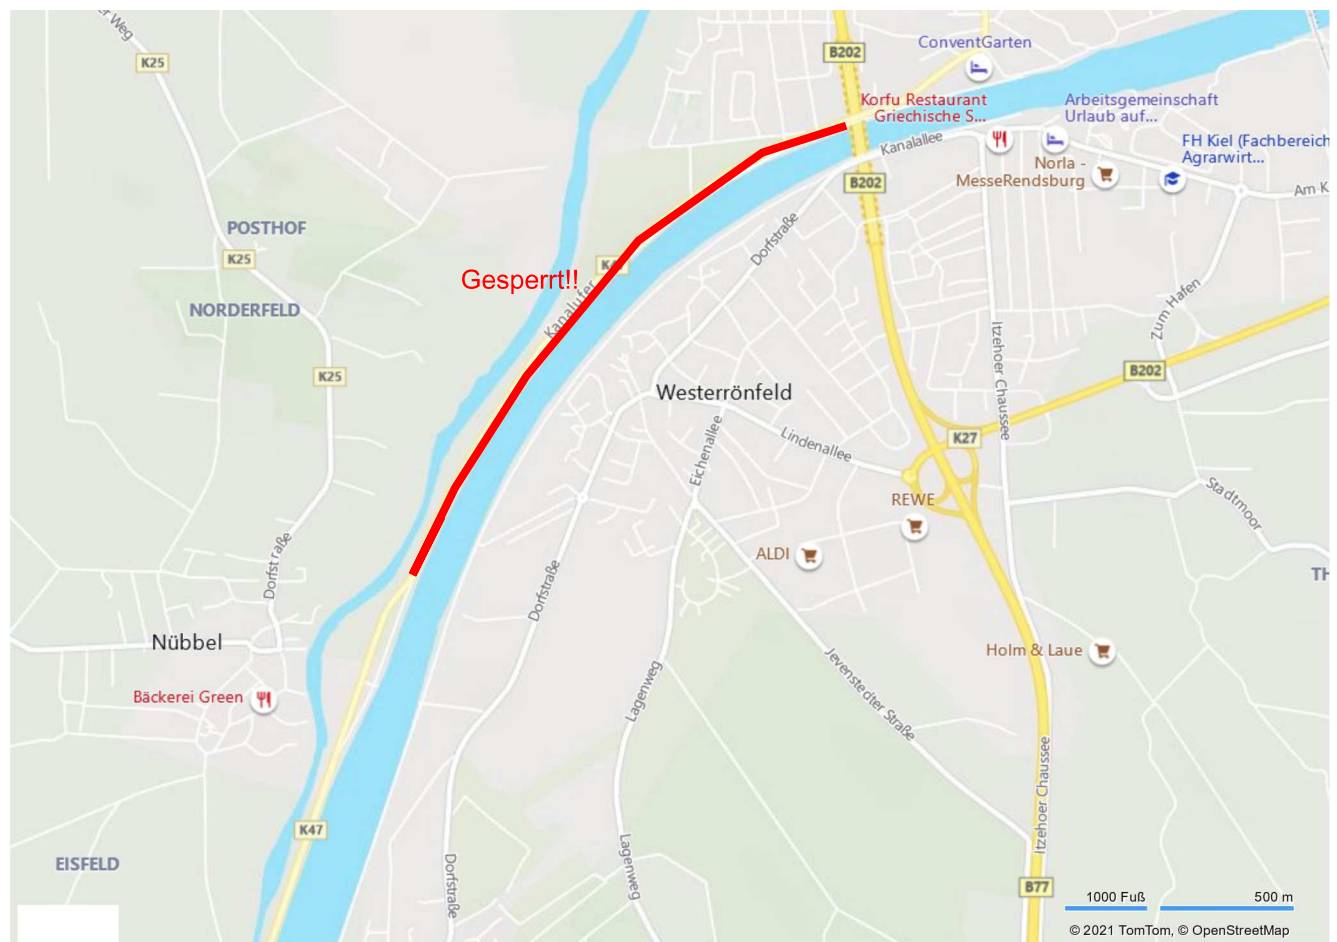 er Weg
K25
B202
ConventGarten
Korfu Restaurant
Griechische S...
Arbeitsgemeinschaft
Urlaub auf...
FH Kiel (Fachbereich
Agrarwirt...
Kanalallee
Norla -
MesseRendsburg
B202
Am K
POSTHOF
K25
Dorfstraße
NORDERFELD
Gesperrt!!
Kanalufer
Zum Hafen
Itzehoer Chaussee
K25
B202
Westerrönfeld
Lindenallee
Eichenallee
K27
REWE
Stadtmoor
ALDI
Dorfstraße
Dorfstraße
TH
Nübbel
Bäckerei Green
Holm & Laue
Lagenweg
Jevenstedter Straße
Itzehoer Chaussee
K47
EISFELD
Dorfstraße
Lagenweg
B77
1000 Fuß
500 m
© 2021 TomTom, © OpenStreetMap